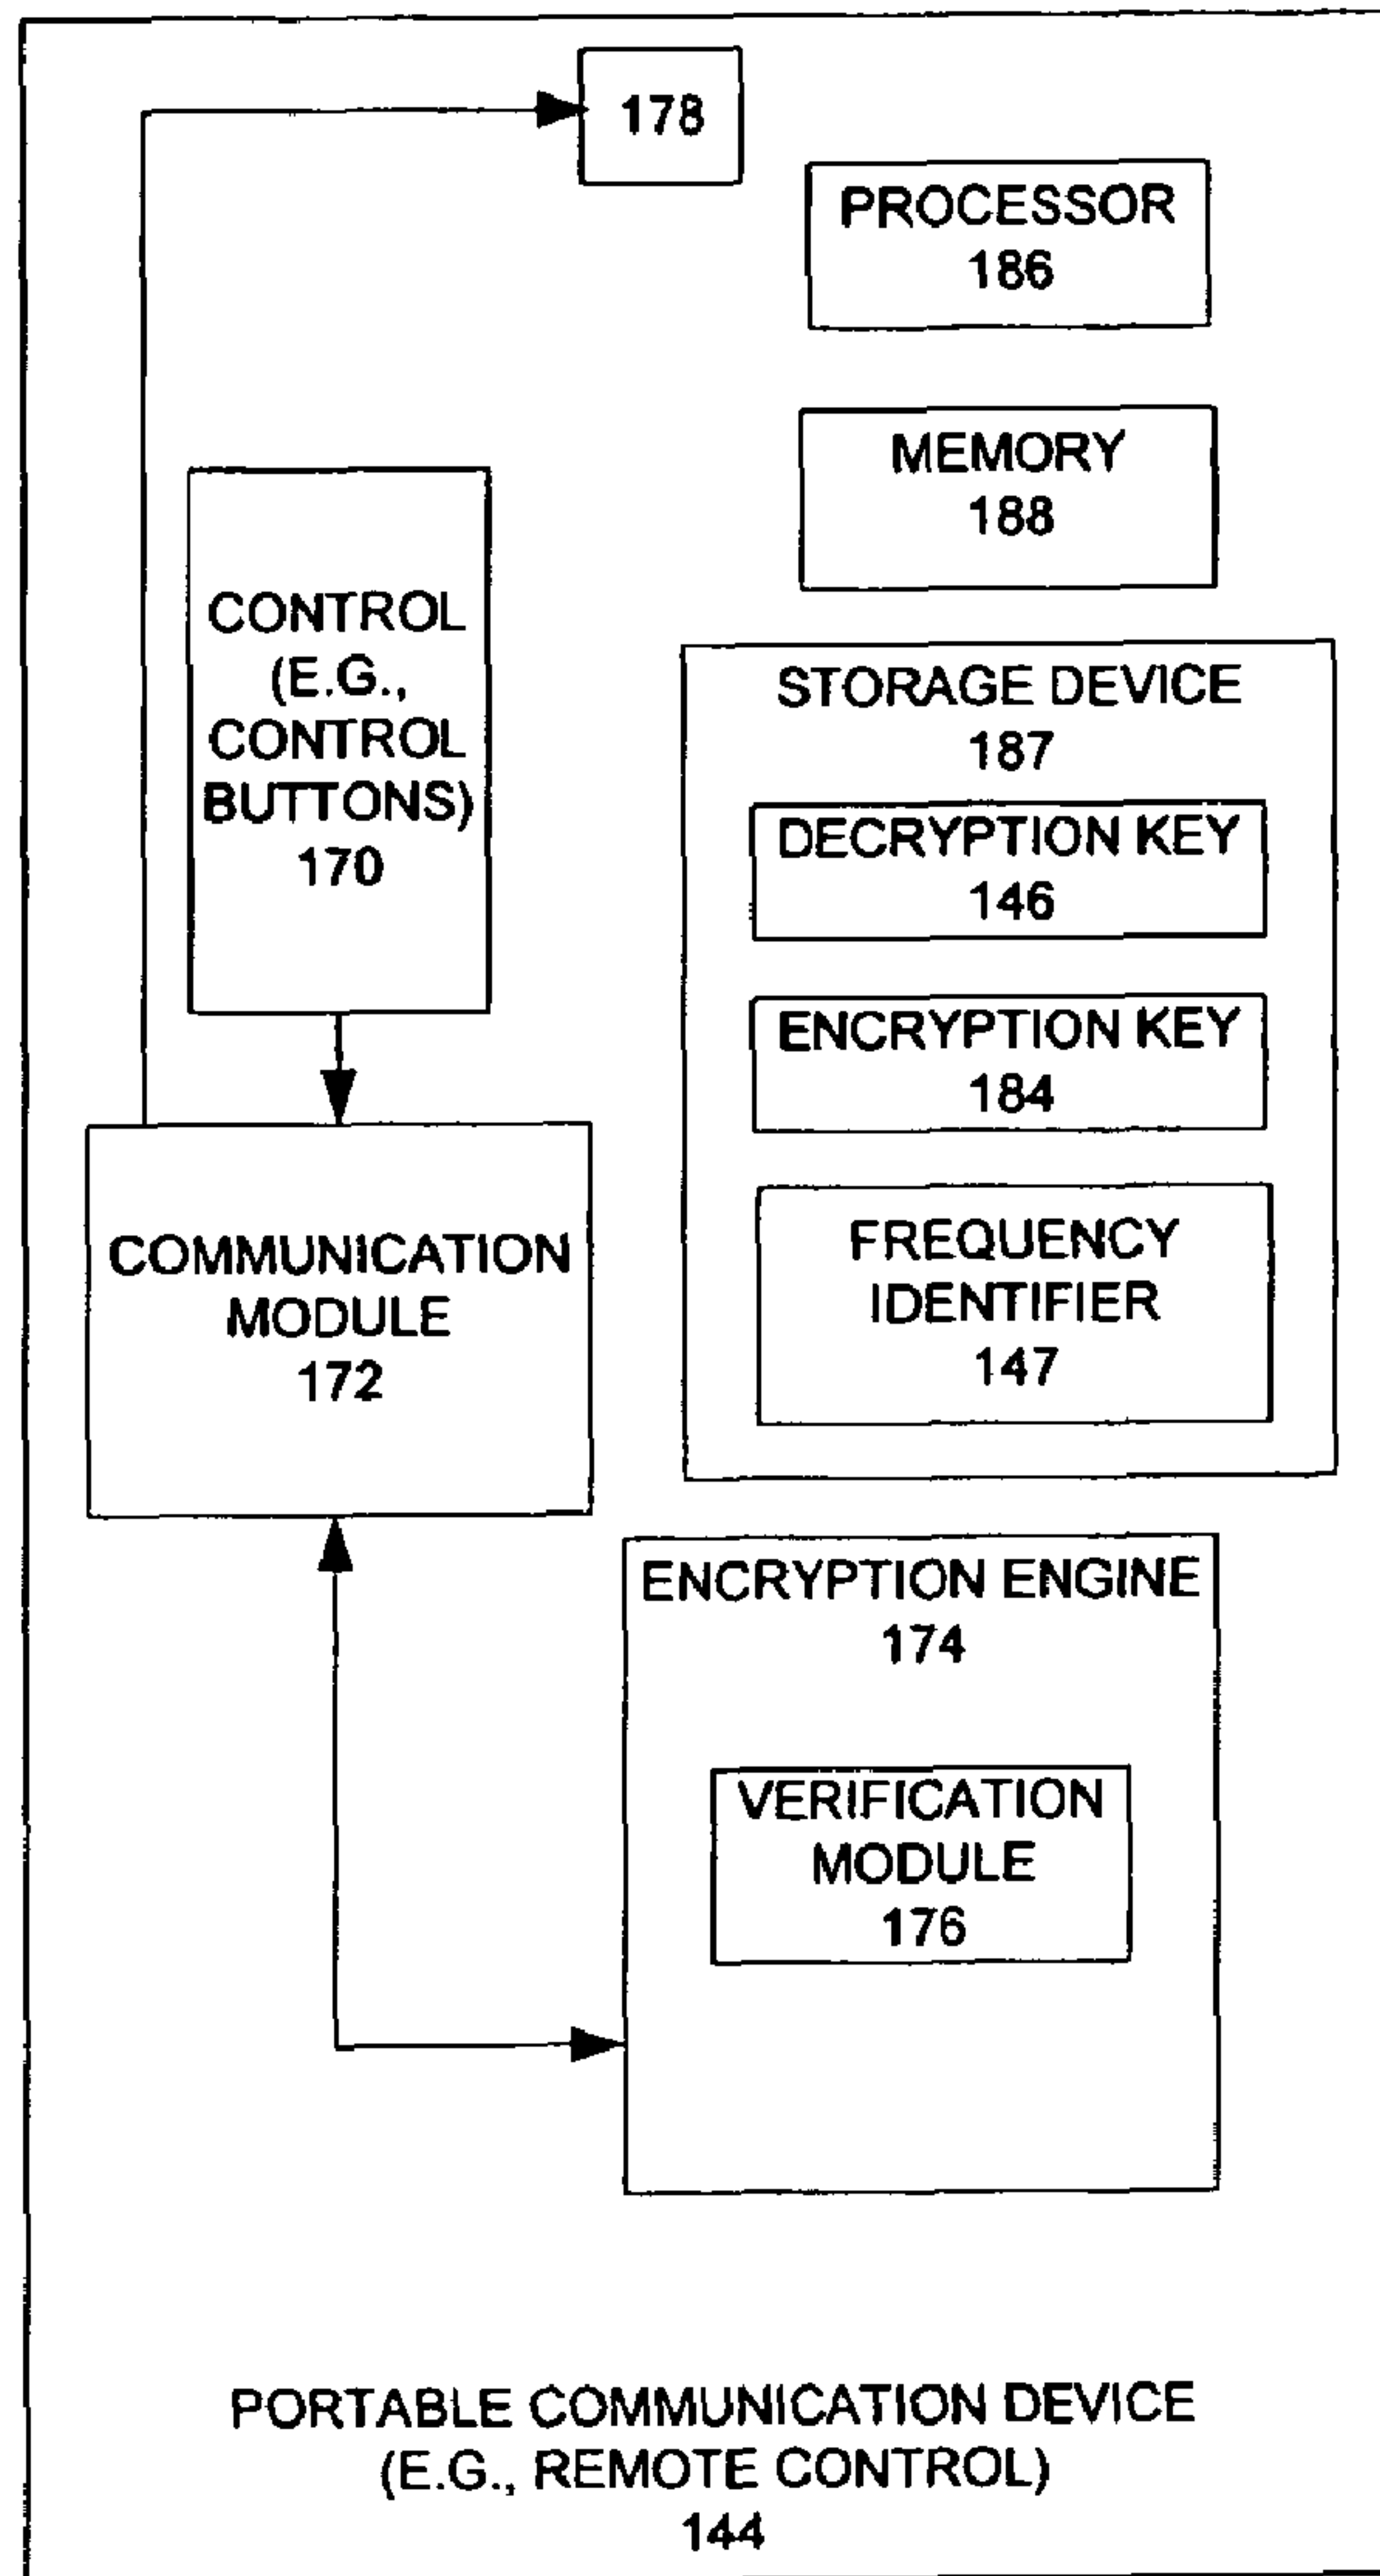 178
PROCESSOR
186
MEMORY
188
CONTROL
(E.G.,
CONTROL
BUTTONS)
170
STORAGE DEVICE
187
DECRYPTION KEY
146
ENCRYPTION KEY
184
FREQUENCY
IDENTIFIER
147
COMMUNICATION
MODULE
172
ENCRYPTION ENGINE
174
VERIFICATION
MODULE
176
PORTABLE COMMUNICATION DEVICE
(E.G., REMOTE CONTROL)
144